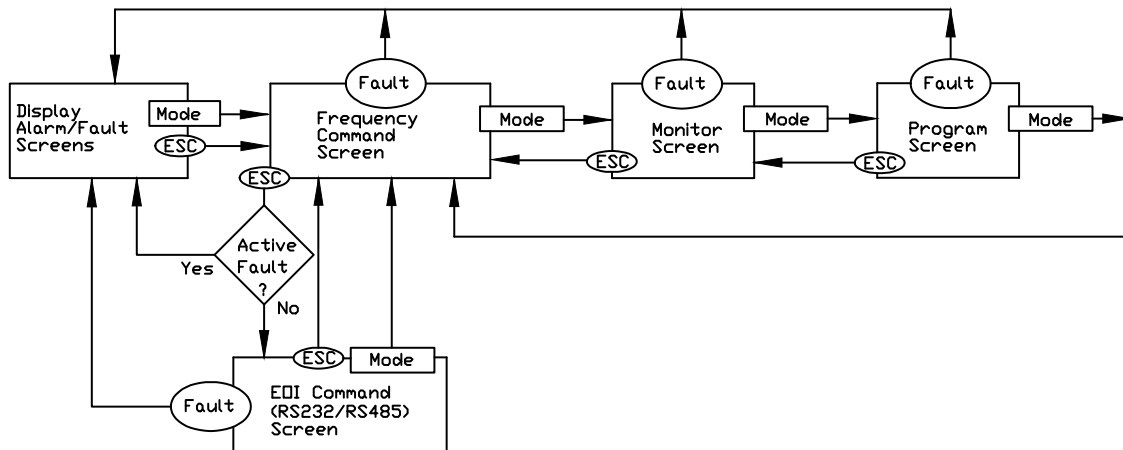 Fault
Fault
Fault
Display
Alarm/Fault
Screens
Mode
ESC
Frequency
Command
Screen
Mode
ESC
Monitor
Screen
Mode
ESC
Program
Screen
Mode
ESC
Active
Fault
?
Yes
No
ESC
Mode
Fault
EOI Command
(RS232/RS485)
Screen